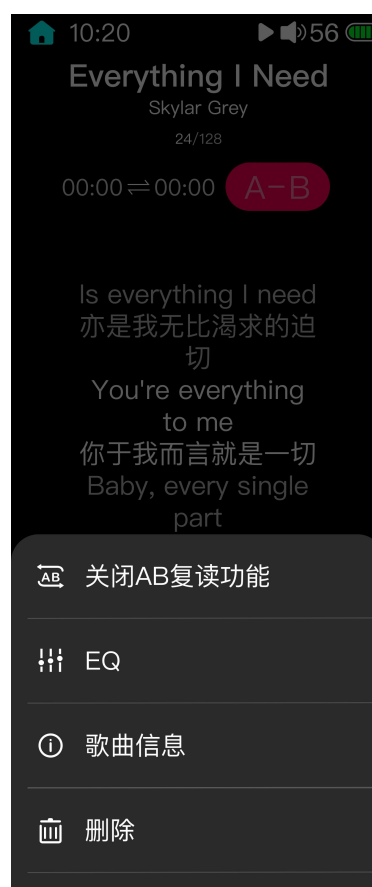 10:20 56
Everything I Need
Skylar Grey
24/128
00:00 ⇌ 00:00 A-B
Is everything I need
亦是我无比渴求的迫
切
You're everything
to me
你于我而言就是一切
Baby, every single
part
AB 关闭AB复读功能
EQ
歌曲信息
删除